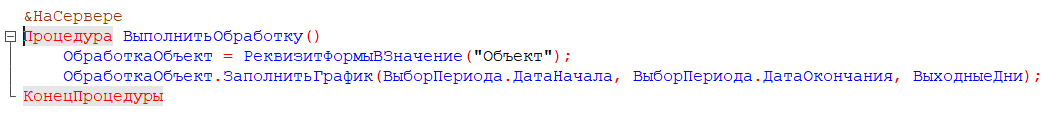 &НаСервере
Процедура ВыполнитьОбработку()
ОбработкаОбъект = РеквизитФормыВЗначение("Объект");
ОбработкаОбъект.ЗаполнитьГрафик(ВыборПериода.ДатаНачала, ВыборПериода.ДатаОкончания, ВыходныеДни);
КонецПроцедуры